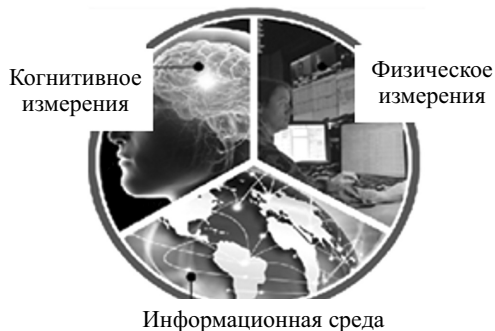 Когнитивное
измерения
Физическое
измерения
Информационная среда